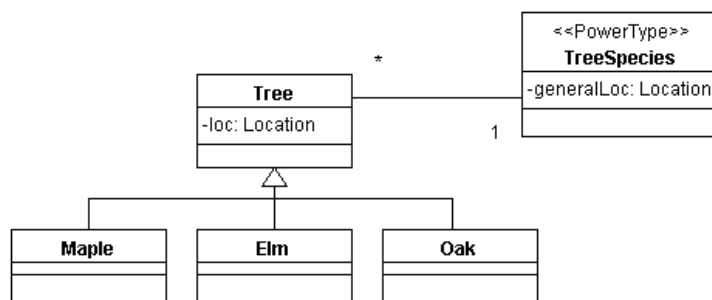 <<PowerType>>
TreeSpecies
-generalLoc: Location
*
Tree
-loc: Location
1
Maple
Elm
Oak